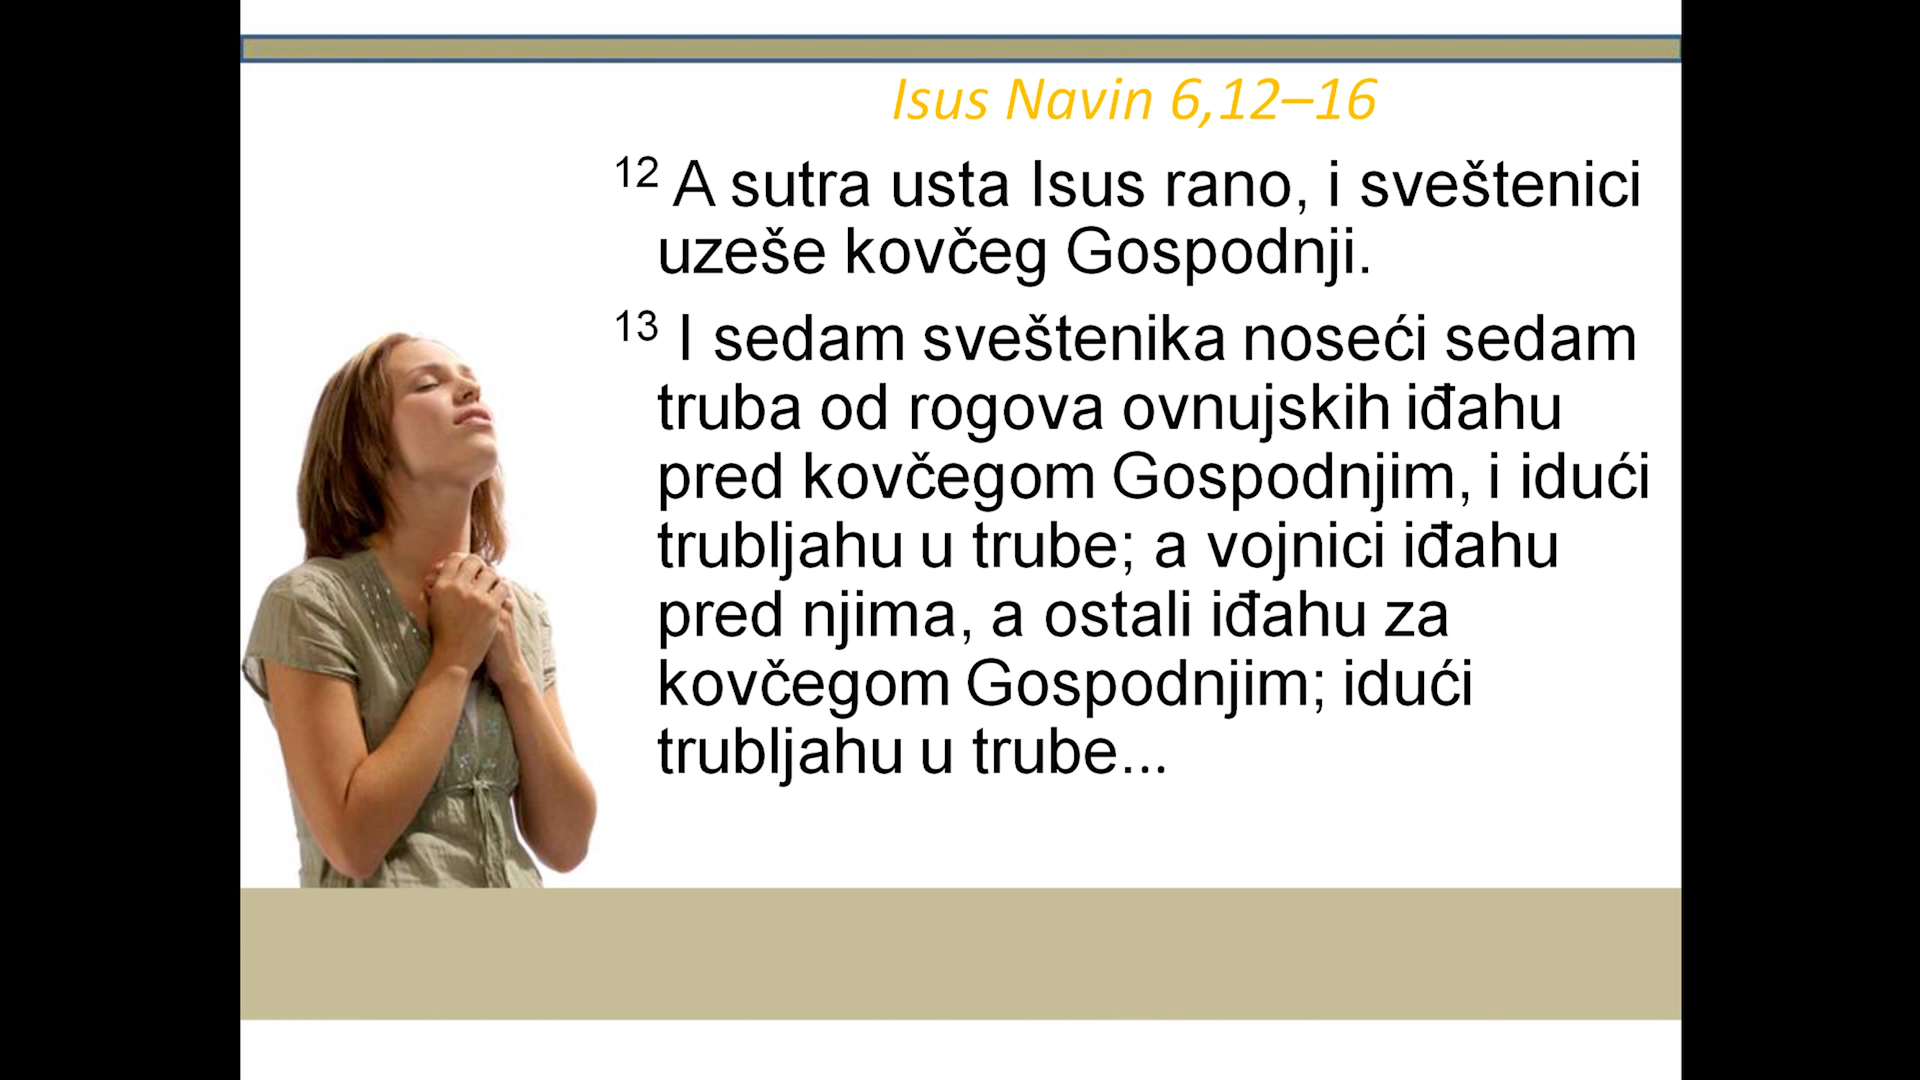 Isus Navin 6,12–16
12 A sutra usta Isus rano, i sveštenici
uzeše kovčeg Gospodnji.
13 I sedam sveštenika noseći sedam
truba od rogova ovnujskih iđahu
pred kovčegom Gospodnjim, i idući
trubljahu u trube; a vojnici iđahu
pred njima, a ostali iđahu za
kovčegom Gospodnjim; idući
trubljahu u trube...